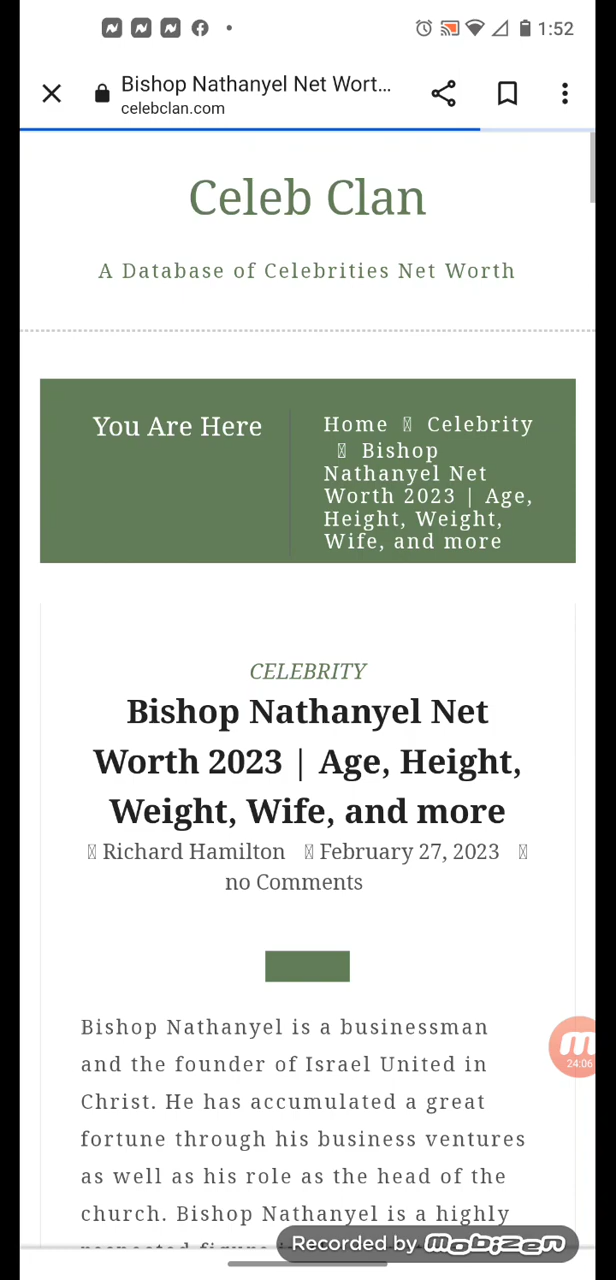 1:52
Bishop Nathanyel Net Wort...
celebclan.com
Celeb Clan
A Database of Celebrities Net Worth
You Are Here
Home Celebrity
Bishop
Nathanyel Net
Worth 2023 | Age,
Height, Weight,
Wife, and more
CELEBRITY
Bishop Nathanyel Net
Worth 2023 | Age, Height,
Weight, Wife, and more
Richard Hamilton February 27, 2023
no Comments
Bishop Nathanyel is a businessman
and the founder of Israel United in
Christ. He has accumulated a great
fortune through his business ventures
as well as his role as the head of the
church. Bishop Nathanyel is a highly
24:06
Recorded by mobizen